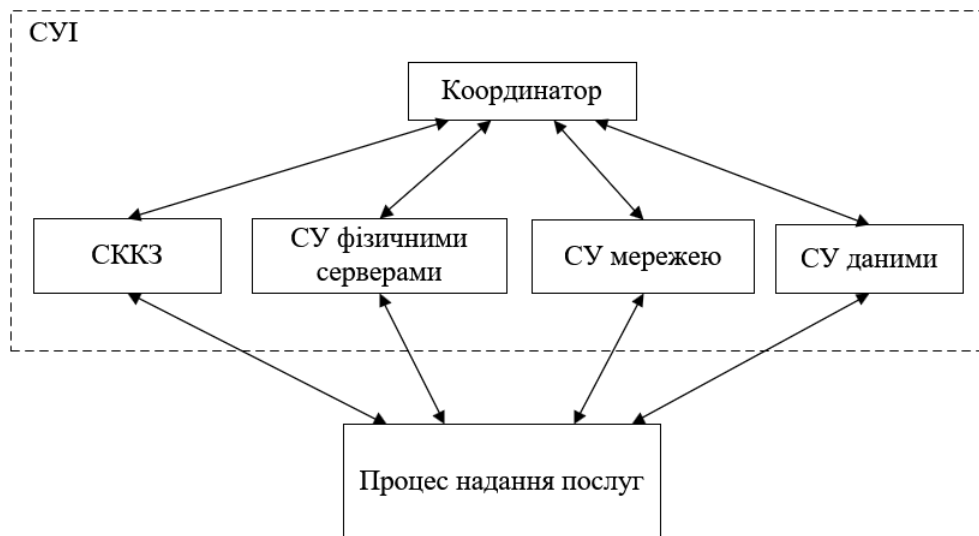 СУІ
Координатор
СККЗ
СУ фізичними
серверами
СУ мережею
СУ даними
Процес надання послуг